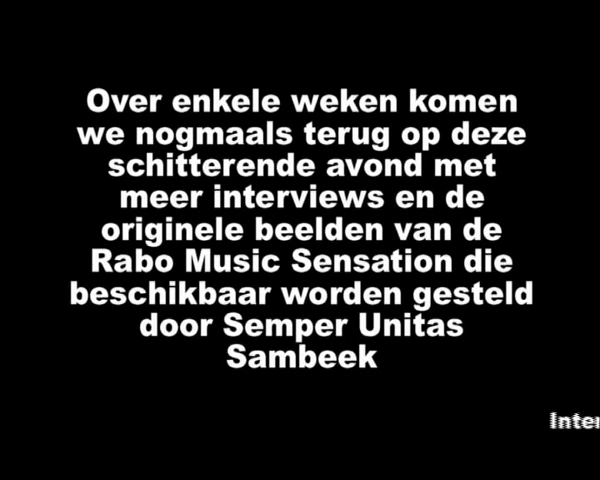 Over enkele weken komen
we nogmaals terug op deze
schitterende avond met
meer interviews en de
originele beelden van de
Rabo Music Sensation die
beschikbaar worden gesteld
door Semper Unitas
Sambeek
Inter